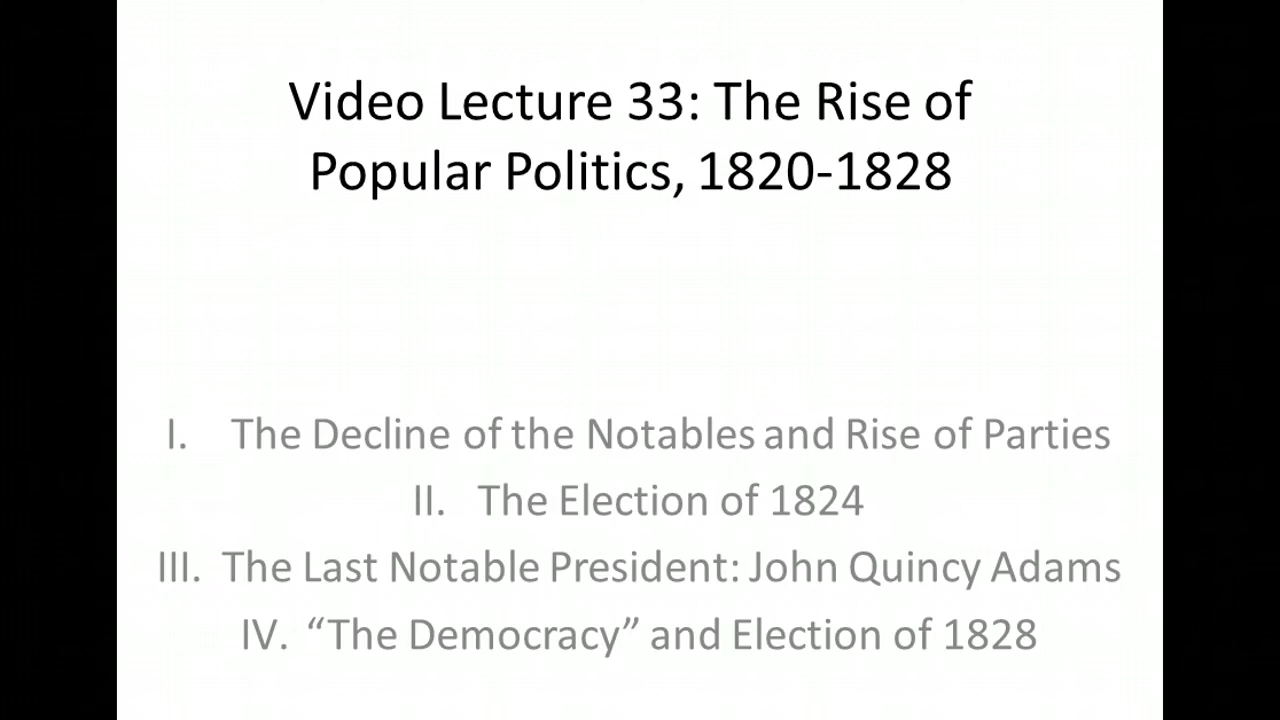 Video Lecture 33: The Rise of
Popular Politics, 1820-1828
I. The Decline of the Notables and Rise of Parties
II. The Election of 1824
III. The Last Notable President: John Quincy Adams
IV. “The Democracy” and Election of 1828